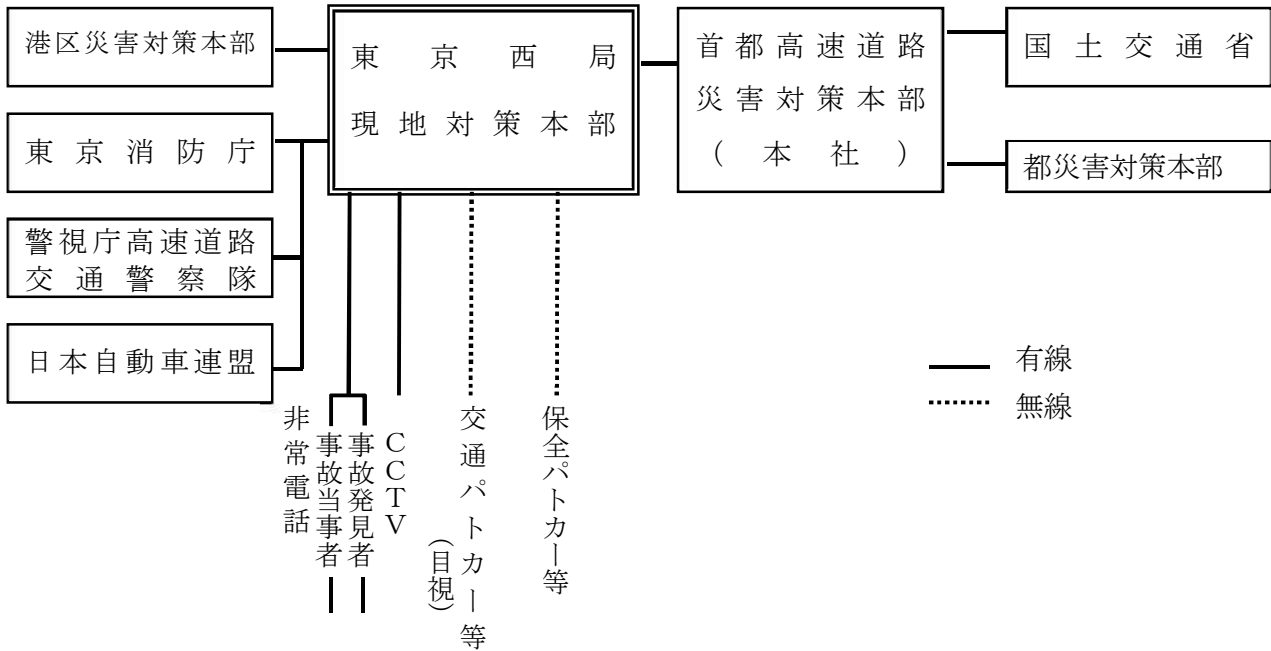 港区災害対策本部
東京消防庁
警視庁高速道路
交通警察隊
日本自動車連盟
東京西局
現地対策本部
首都高速道路
災害対策本部
(本社)
国土交通省
都災害対策本部
有線
無線
非常電話
事故当事者
事故発見者
CCTV
交通パトカー等
(目視)
保全パトカー等